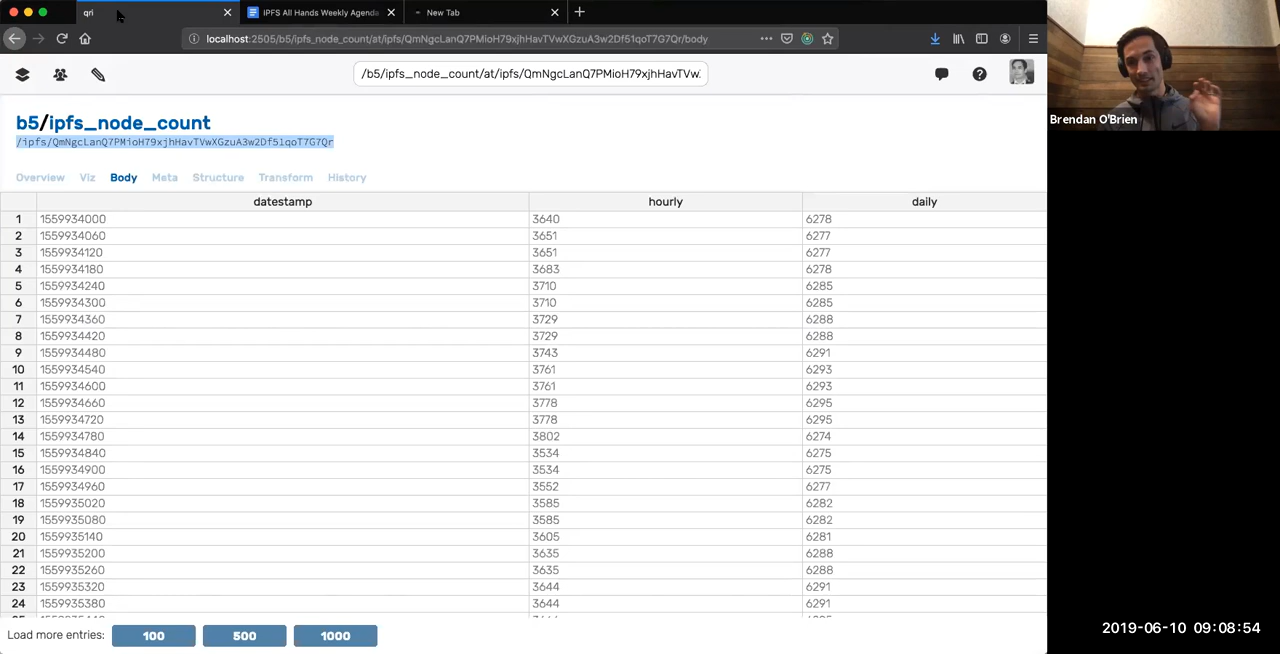 qri
IPFS All Hands Weekly Agenda
New Tab
localhost:2505/b5/ipfs_node_count/at/ipfs/QmNgcLanQ7PMioH79xjhHavTVwXGzuA3w2Df51qoT7G7Qr/body
/b5/ipfs_node_count/at/ipfs/QmNgcLanQ7PMioH79xjhHavTVw
b5/ipfs_node_count
/ipfs/QmNgcLanQ7PMioH79xjhHavTVwXGzuA3w2Df51qoT7G7Qr
Overview Viz Body Meta Structure Transform History
datestamp hourly daily
1 1559934000 3640 6278
2 1559934060 3651 6277
3 1559934120 3651 6277
4 1559934180 3683 6278
5 1559934240 3710 6285
6 1559934300 3710 6285
7 1559934360 3729 6288
8 1559934420 3729 6288
9 1559934480 3743 6291
10 1559934540 3761 6293
11 1559934600 3761 6293
12 1559934660 3778 6295
13 1559934720 3778 6295
14 1559934780 3802 6274
15 1559934840 3534 6275
16 1559934900 3534 6275
17 1559934960 3552 6277
18 1559935020 3585 6282
19 1559935080 3585 6282
20 1559935140 3605 6281
21 1559935200 3635 6288
22 1559935260 3635 6288
23 1559935320 3644 6291
24 1559935380 3644 6291
Load more entries: 100 500 1000
Brendan O'Brien
2019-06-10 09:08:54